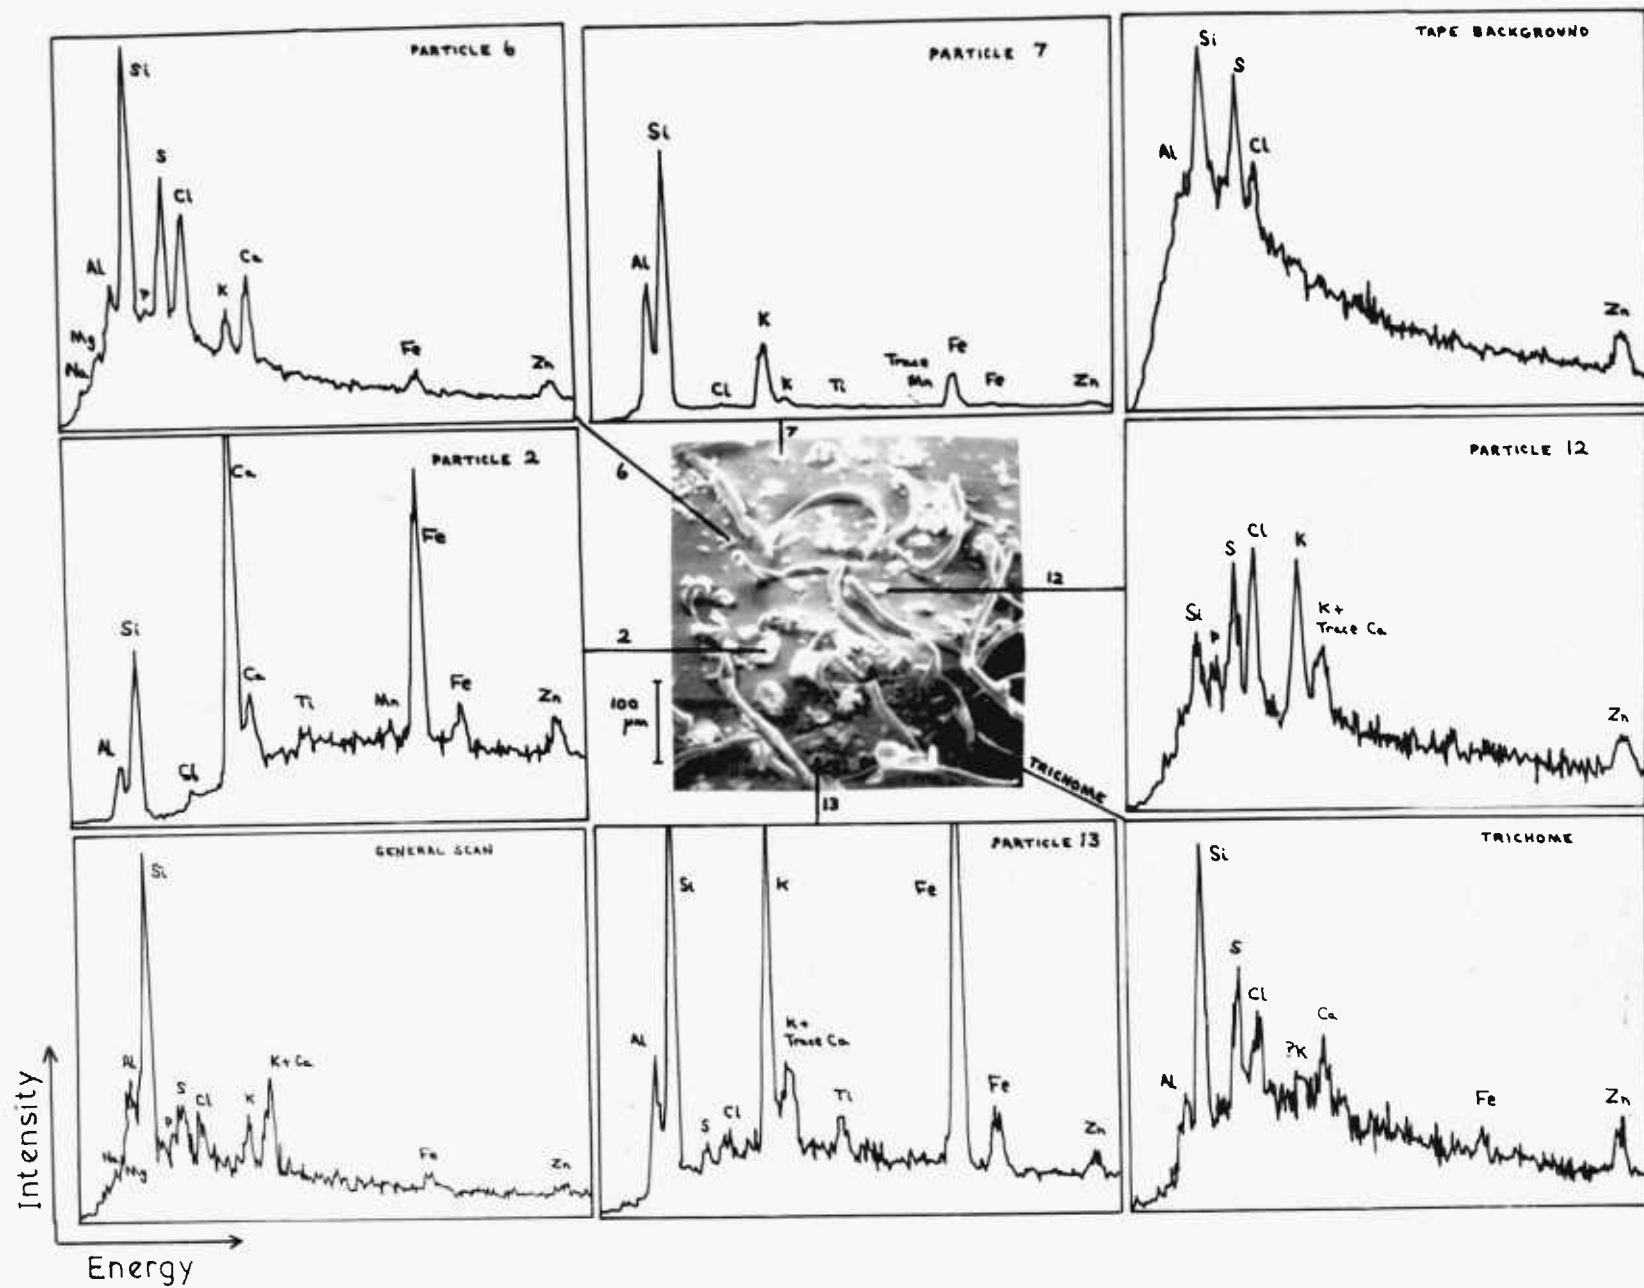 PARTICLE 6
Si
S
Cl
Al
P
K
Ca
Mg
Na
Fe
Zn
PARTICLE 7
Si
Al
K
Cl
K
Ti
Trace
Mn
Fe
Fe
Zn
TAPE BACKGROUND
Si
S
Al
Cl
Zn
PARTICLE 2
Ca
Fe
Si
Al
Cl
Ca
Ti
Mn
Fe
Zn
7
6
12
2
100
µm
13
TRICHOME
PARTICLE 12
Cl
S
K
Si
P
K+
Trace Ca
Zn
GENERAL SCAN
Si
Al
P
S
Cl
K
K+Ca
Na
Mg
Fe
Zn
PARTICLE 13
Si
K
Fe
Al
S
Cl
K+
Trace Ca
Ti
Fe
Zn
TRICHOME
Si
S
Cl
Al
?K
Ca
Fe
Zn
Intensity
Energy